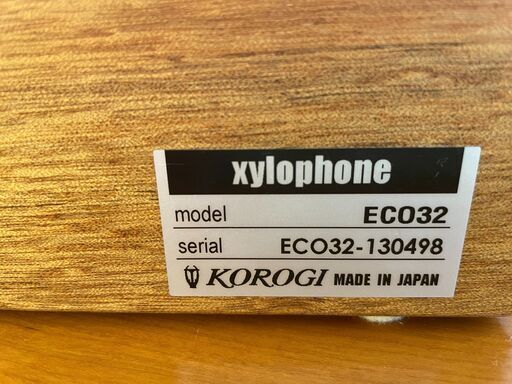 xylophone
model ECO32
serial ECO32-130498
KOROGI MADE IN JAPAN